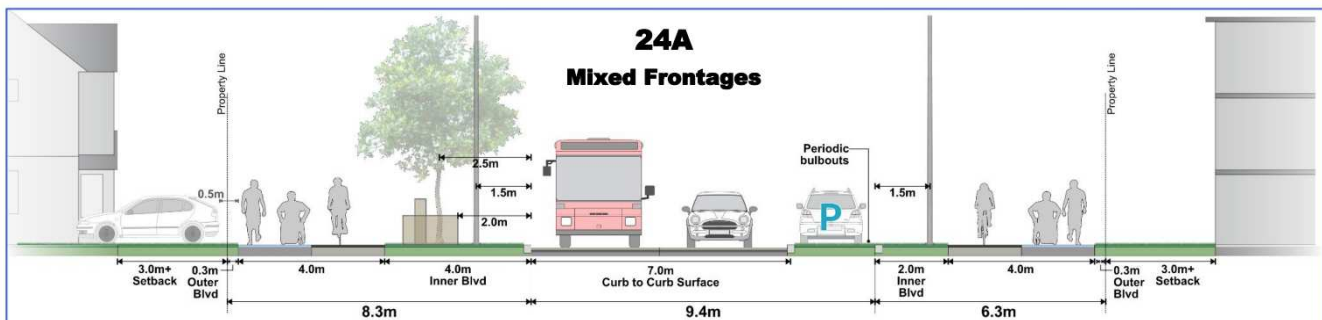 24A
Mixed Frontages
Property Line
Property Line
Periodic
bulbouts
2.5m
0.5m
1.5m
1.5m
2.0m
P
3.0m+
Setback
0.3m
Outer
Blvd
4.0m
4.0m
Inner Blvd
7.0m
Curb to Curb Surface
2.0m
Inner
Blvd
4.0m
0.3m
Outer
Blvd
3.0m+
Setback
8.3m
9.4m
6.3m